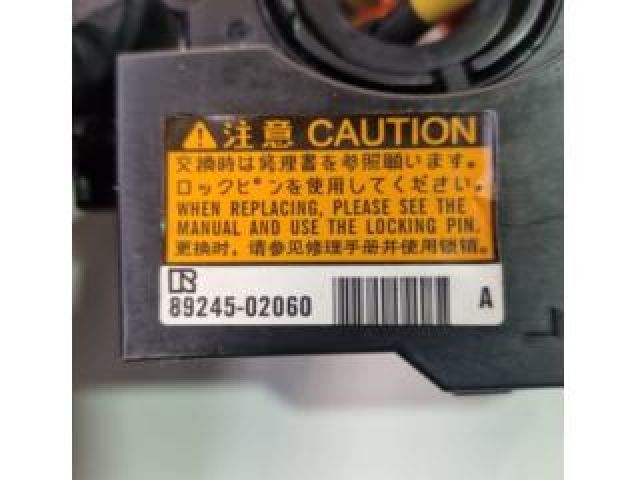 注意 CAUTION
交換時は修理書を参照願います。
ロックピンを使用してください。
WHEN REPLACING, PLEASE SEE THE
MANUAL AND USE THE LOCKING PIN.
更换时，请参见修理手册并使用锁销。
R
89245-02060 A